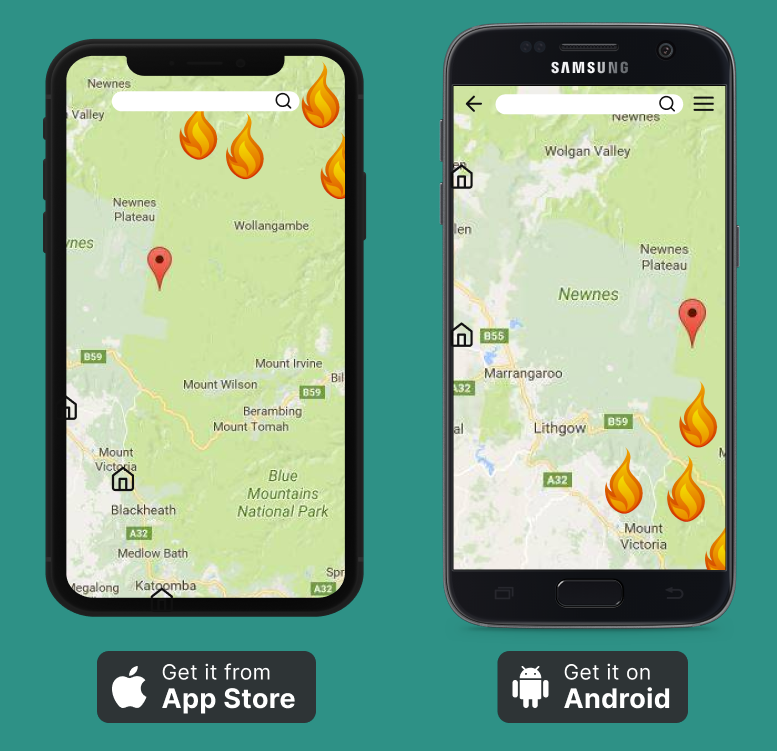 Newnes
Valley
Newnes
Plateau
Wollangambe
nes
B59
Mount Irvine
Mount Wilson
B59
Bil
Berambing
Mount Tomah
Mount
Victoria
Blue
Mountains
National Park
Blackheath
A32
Medlow Bath
Spr
Megalong
Katoomba
A32
SAMSUNG
Newnes
Wolgan Valley
en
len
Newnes
Plateau
Newnes
B55
Marrangaroo
A32
al
Lithgow
B59
M
A32
Mount
Victoria
Get it from
App Store
Get it on
Android